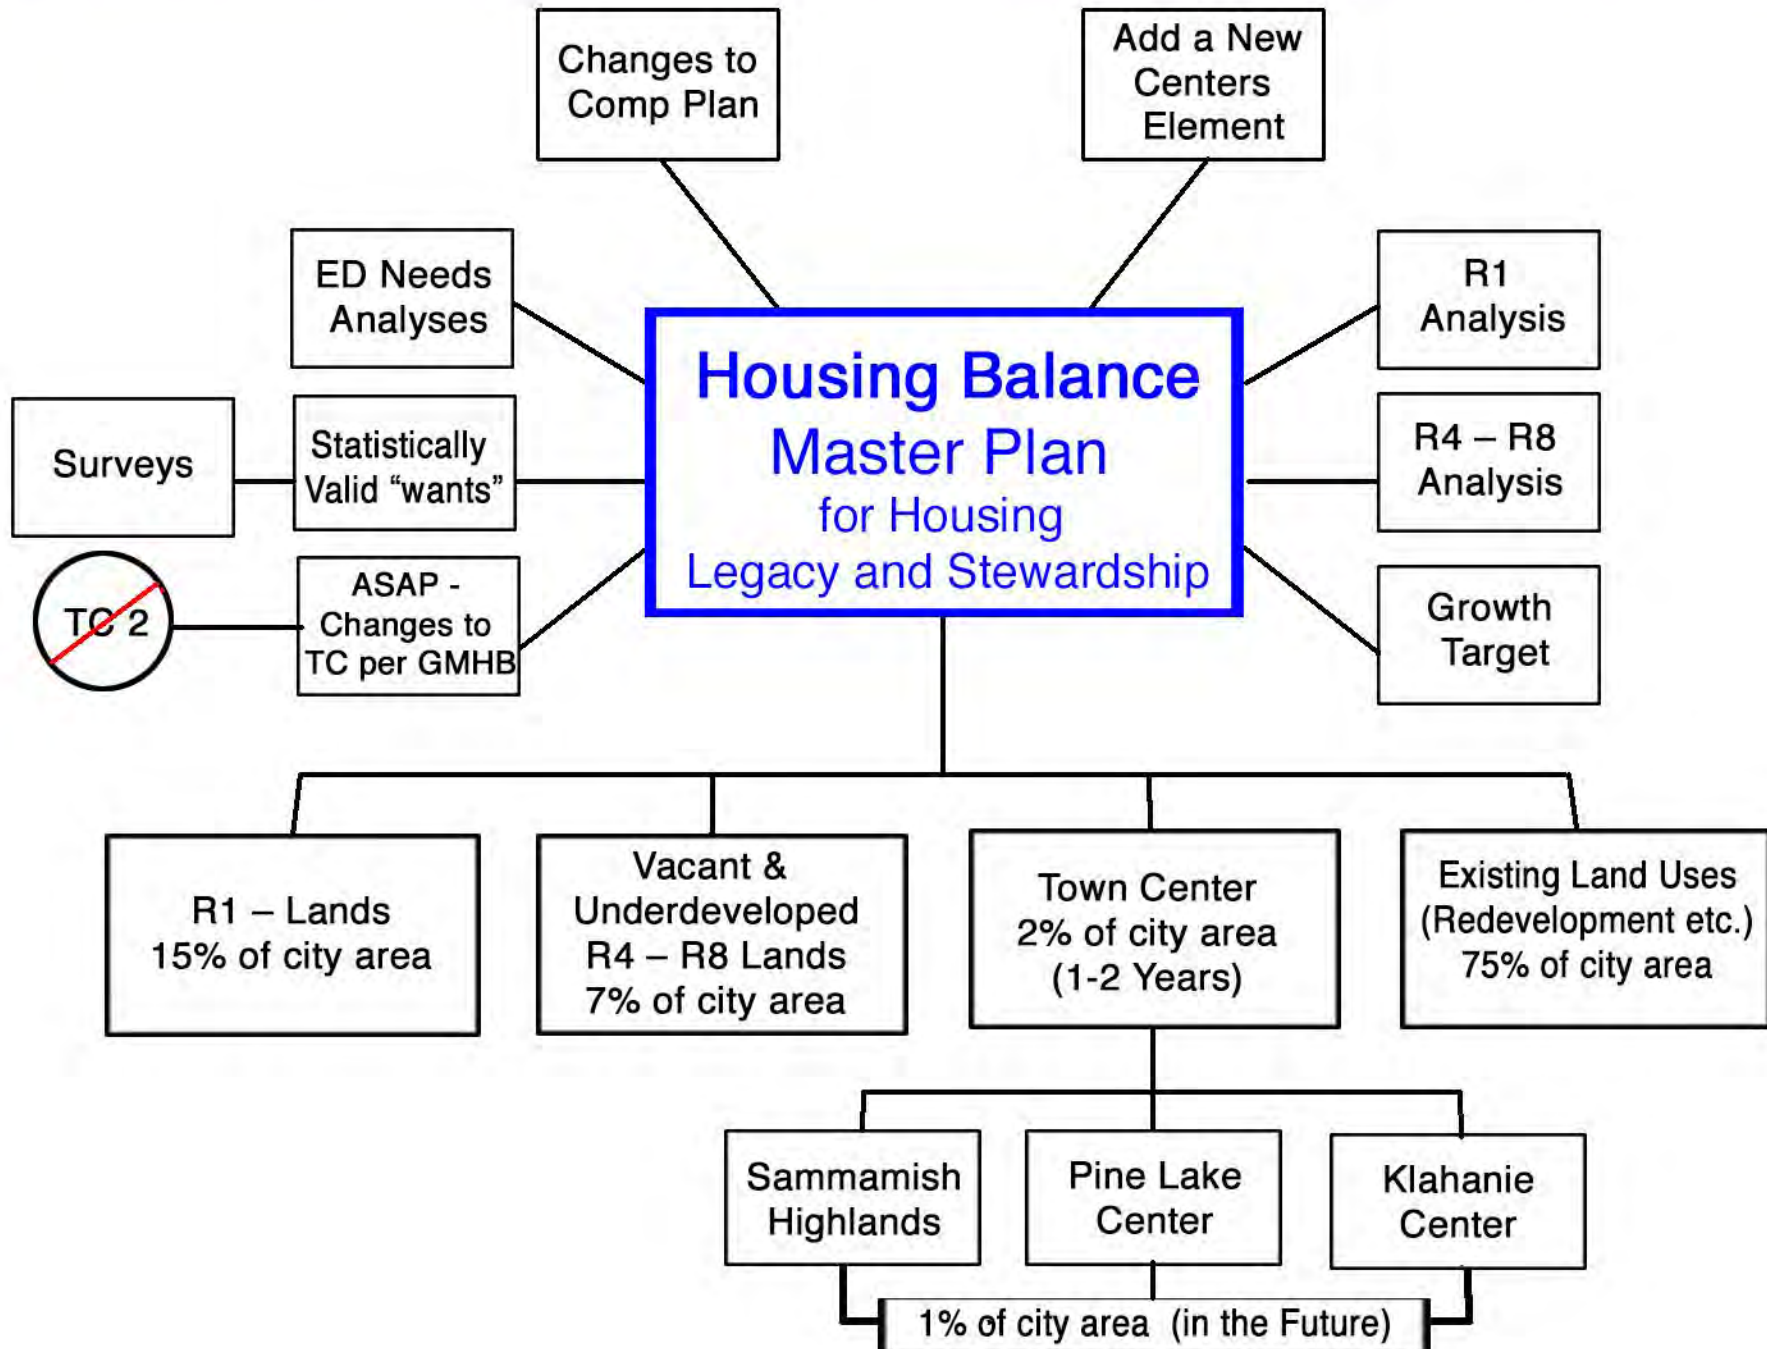 Changes to
Comp Plan
Add a New
Centers
Element
ED Needs
Analyses
R1
Analysis
Housing Balance
Master Plan
for Housing
Legacy and Stewardship
Surveys
Statistically
Valid “wants”
R4 – R8
Analysis
TC 2
ASAP -
Changes to
TC per GMHB
Growth
Target
R1 – Lands
15% of city area
Vacant &
Underdeveloped
R4 – R8 Lands
7% of city area
Town Center
2% of city area
(1-2 Years)
Existing Land Uses
(Redevelopment etc.)
75% of city area
Sammamish
Highlands
Pine Lake
Center
Klahanie
Center
1% of city area (in the Future)